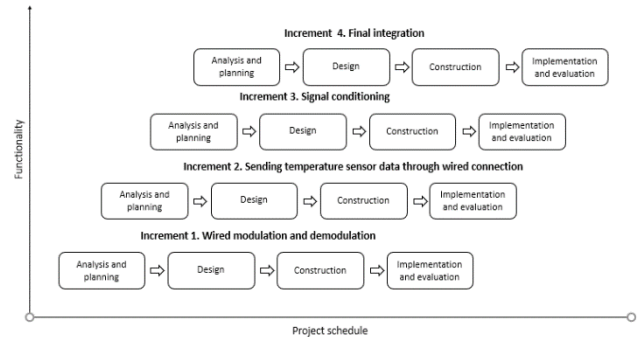 Increment 4. Final integration
Analysis and
planning
Design
Construction
Implementation
and evaluation
Increment 3. Signal conditioning
Analysis and
planning
Design
Construction
Implementation
and evaluation
Increment 2. Sending temperature sensor data through wired connection
Analysis and
planning
Design
Construction
Implementation
and evaluation
Increment 1. Wired modulation and demodulation
Analysis and
planning
Design
Construction
Implementation
and evaluation
Functionality
Project schedule